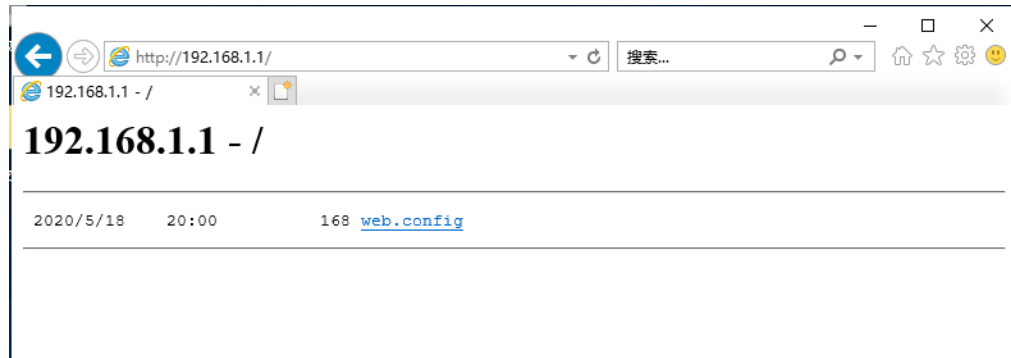 http://192.168.1.1/
搜索...
192.168.1.1 - /
192.168.1.1 - /
2020/5/18 20:00 168 web.config